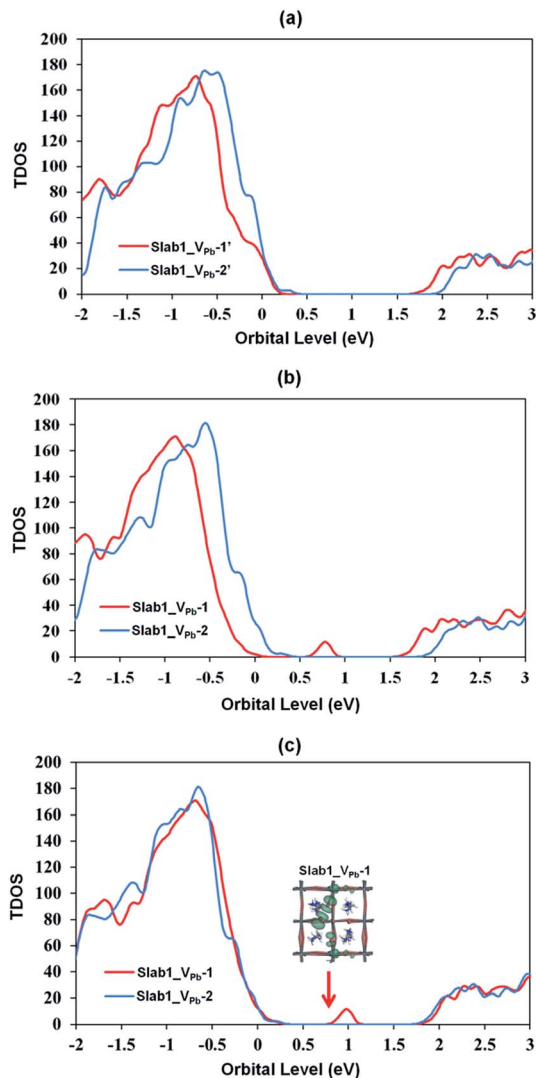 (a)
200
180
160
140
120
100
80
60
40
20
0
TDOS
Slab1_VPb-1'
Slab1_VPb-2'
-2 -1.5 -1 -0.5 0 0.5 1 1.5 2 2.5 3
Orbital Level (eV)
(b)
200
180
160
140
120
100
80
60
40
20
0
TDOS
Slab1_VPb-1
Slab1_VPb-2
-2 -1.5 -1 -0.5 0 0.5 1 1.5 2 2.5 3
Orbital Level (eV)
(c)
200
180
160
140
120
100
80
60
40
20
0
TDOS
Slab1_VPb-1
Slab1_VPb-1
Slab1_VPb-2
-2 -1.5 -1 -0.5 0 0.5 1 1.5 2 2.5 3
Orbital Level (eV)